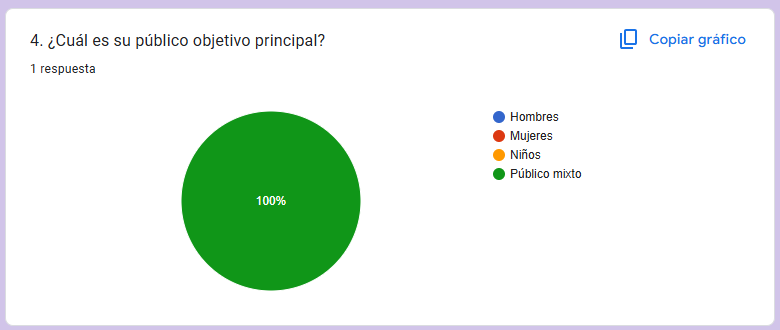 4. ¿Cuál es su público objetivo principal?
Copiar gráfico
1 respuesta
100%
Hombres
Mujeres
Niños
Público mixto